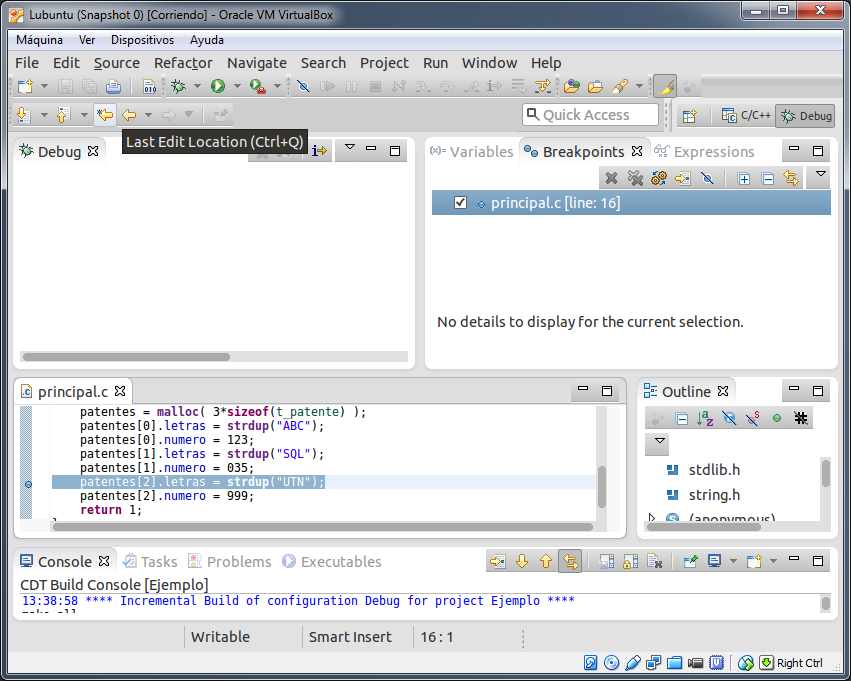 Lubuntu (Snapshot 0) [Corriendo] - Oracle VM VirtualBox
Máquina Ver Dispositivos Ayuda
File Edit Source Refactor Navigate Search Project Run Window Help
010
Quick Access C/C++ Debug
Last Edit Location (Ctrl+Q)
Debug
(x)= Variables Breakpoints Expressions
principal.c [line: 16]
No details to display for the current selection.
principal.c
patentes = malloc( 3*sizeof(t_patente) );
patentes[0].letras = strdup("ABC");
patentes[0].numero = 123;
patentes[1].letras = strdup("SQL");
patentes[1].numero = 035;
patentes[2].letras = strdup("UTN");
patentes[2].numero = 999;
return 1;
Outline
stdlib.h
string.h
(anonymous)
Console Tasks Problems Executables
CDT Build Console [Ejemplo]
13:38:58 **** Incremental Build of configuration Debug for project Ejemplo ****
make all
Writable Smart Insert 16 : 1
Right Ctrl